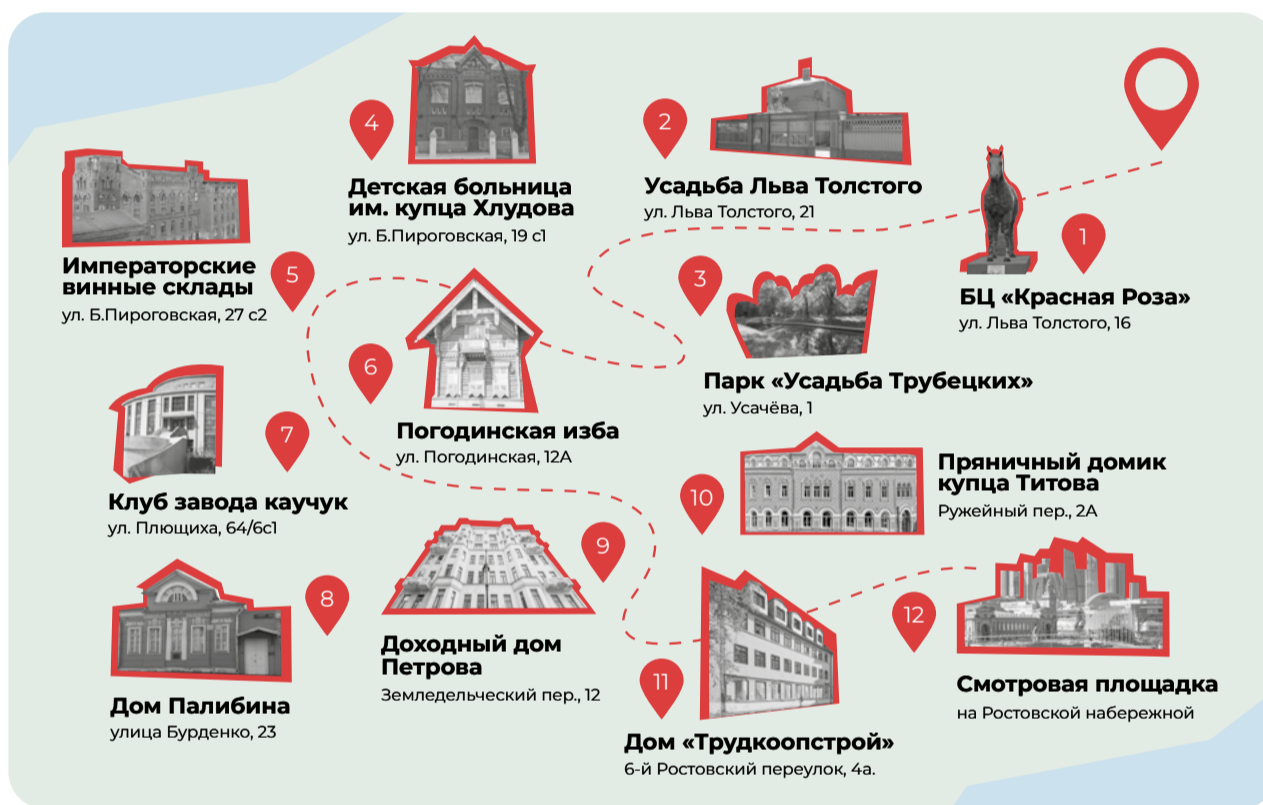 1
БЦ «Красная Роза»
ул. Льва Толстого, 16
2
Усадьба Льва Толстого
ул. Льва Толстого, 21
3
Парк «Усадьба Трубецких»
ул. Усачёва, 1
4
Детская больница
им. купца Хлудова
ул. Б.Пироговская, 19 с1
5
Императорские
винные склады
ул. Б.Пироговская, 27 с2
6
Погодинская изба
ул. Погодинская, 12А
7
Клуб завода каучук
ул. Плющиха, 64/6с1
8
Дом Палибина
улица Бурденко, 23
9
Доходный дом
Петрова
Земледельческий пер., 12
10
Пряничный домик
купца Титова
Ружейный пер., 2А
11
Дом «Трудкоопстрой»
6-й Ростовский переулок, 4а.
12
Смотровая площадка
на Ростовской набережной